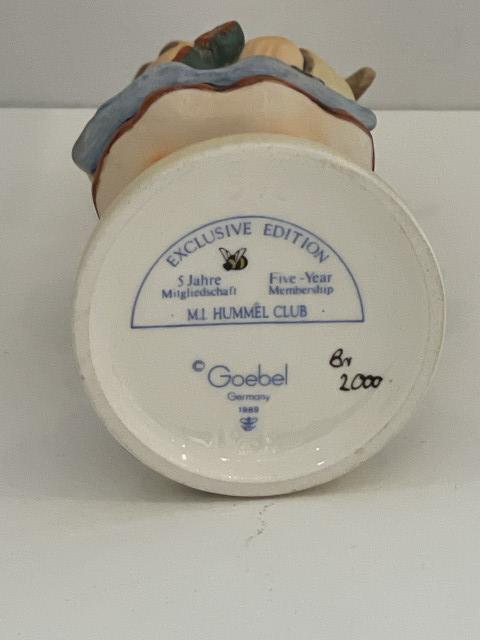 EXCLUSIVE EDITION
5 Jahre Five-Year
Mitgliedschaft Membership
M.I. HUMMEL CLUB
© Goebel
Germany
1989
Br
2000